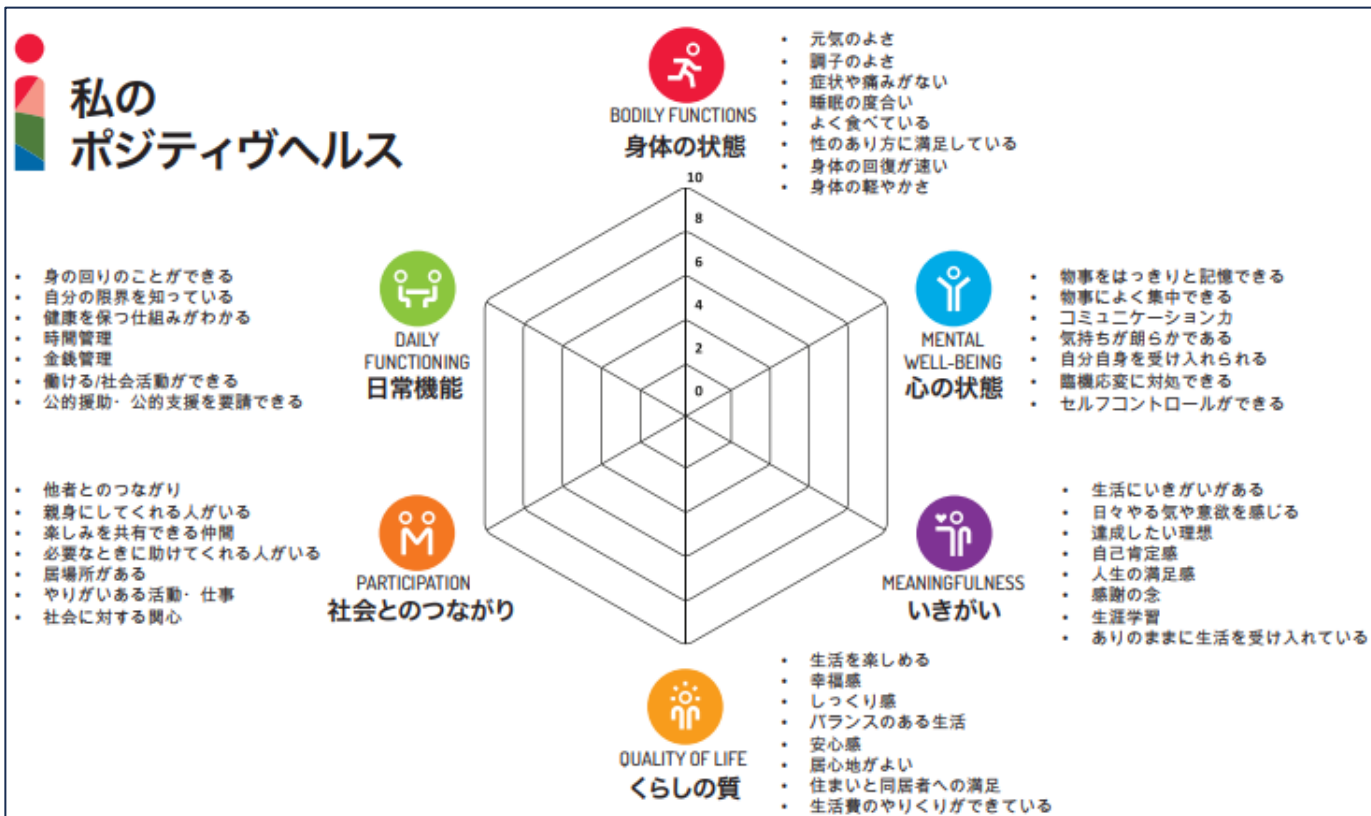 私の
ポジティヴヘルス
BODILY FUNCTIONS
身体の状態
• 元気のよさ
• 調子のよさ
• 症状や痛みがない
• 睡眠の度合い
• よく食べている
• 性のあり方に満足している
• 身体の回復が速い
• 身体の軽やかさ
10
8
6
4
2
0
• 身の回りのことができる
• 自分の限界を知っている
• 健康を保つ仕組みがわかる
• 時間管理
• 金銭管理
• 働ける/社会活動ができる
• 公的援助・公的支援を要請できる
DAILY
FUNCTIONING
日常機能
MENTAL
WELL-BEING
心の状態
• 物事をはっきりと記憶できる
• 物事によく集中できる
• コミュニケーション力
• 気持ちが朗らかである
• 自分自身を受け入れられる
• 臨機応変に対処できる
• セルフコントロールができる
• 他者とのつながり
• 親身にしてくれる人がいる
• 楽しみを共有できる仲間
• 必要なときに助けてくれる人がいる
• 居場所がある
• やりがいある活動・仕事
• 社会に対する関心
PARTICIPATION
社会とのつながり
MEANINGFULNESS
いきがい
• 生活にいきがいがある
• 日々やる気や意欲を感じる
• 達成したい理想
• 自己肯定感
• 人生の満足感
• 感謝の念
• 生涯学習
• ありのままに生活を受け入れている
QUALITY OF LIFE
くらしの質
• 生活を楽しめる
• 幸福感
• しっくり感
• バランスのある生活
• 安心感
• 居心地がよい
• 住まいと同居者への満足
• 生活費のやりくりができている